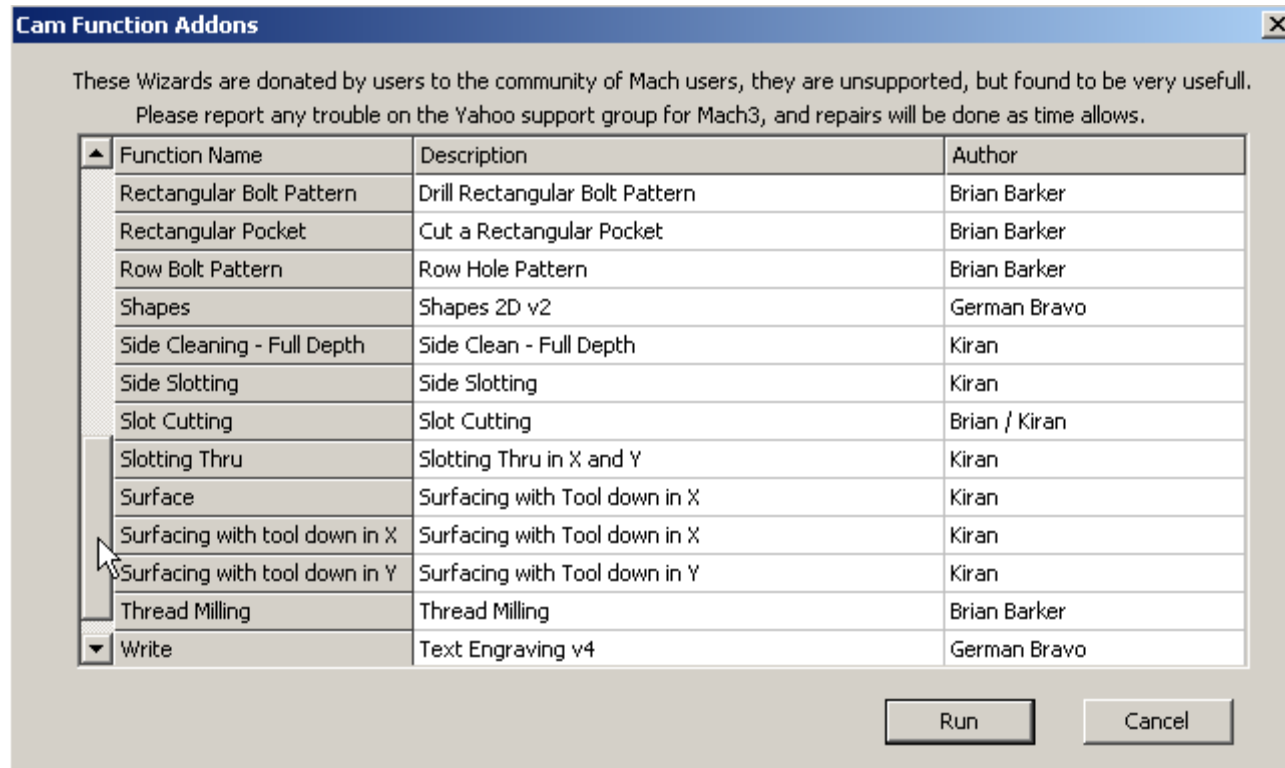 Cam Function Addons
These Wizards are donated by users to the community of Mach users, they are unsupported, but found to be very usefull.
Please report any trouble on the Yahoo support group for Mach3, and repairs will be done as time allows.
Function Name Description Author
Rectangular Bolt Pattern Drill Rectangular Bolt Pattern Brian Barker
Rectangular Pocket Cut a Rectangular Pocket Brian Barker
Row Bolt Pattern Row Hole Pattern Brian Barker
Shapes Shapes 2D v2 German Bravo
Side Cleaning - Full Depth Side Clean - Full Depth Kiran
Side Slotting Side Slotting Kiran
Slot Cutting Slot Cutting Brian / Kiran
Slotting Thru Slotting Thru in X and Y Kiran
Surface Surfacing with Tool down in X Kiran
Surfacing with tool down in X Surfacing with Tool down in X Kiran
Surfacing with tool down in Y Surfacing with Tool down in Y Kiran
Thread Milling Thread Milling Brian Barker
Write Text Engraving v4 German Bravo
Run Cancel